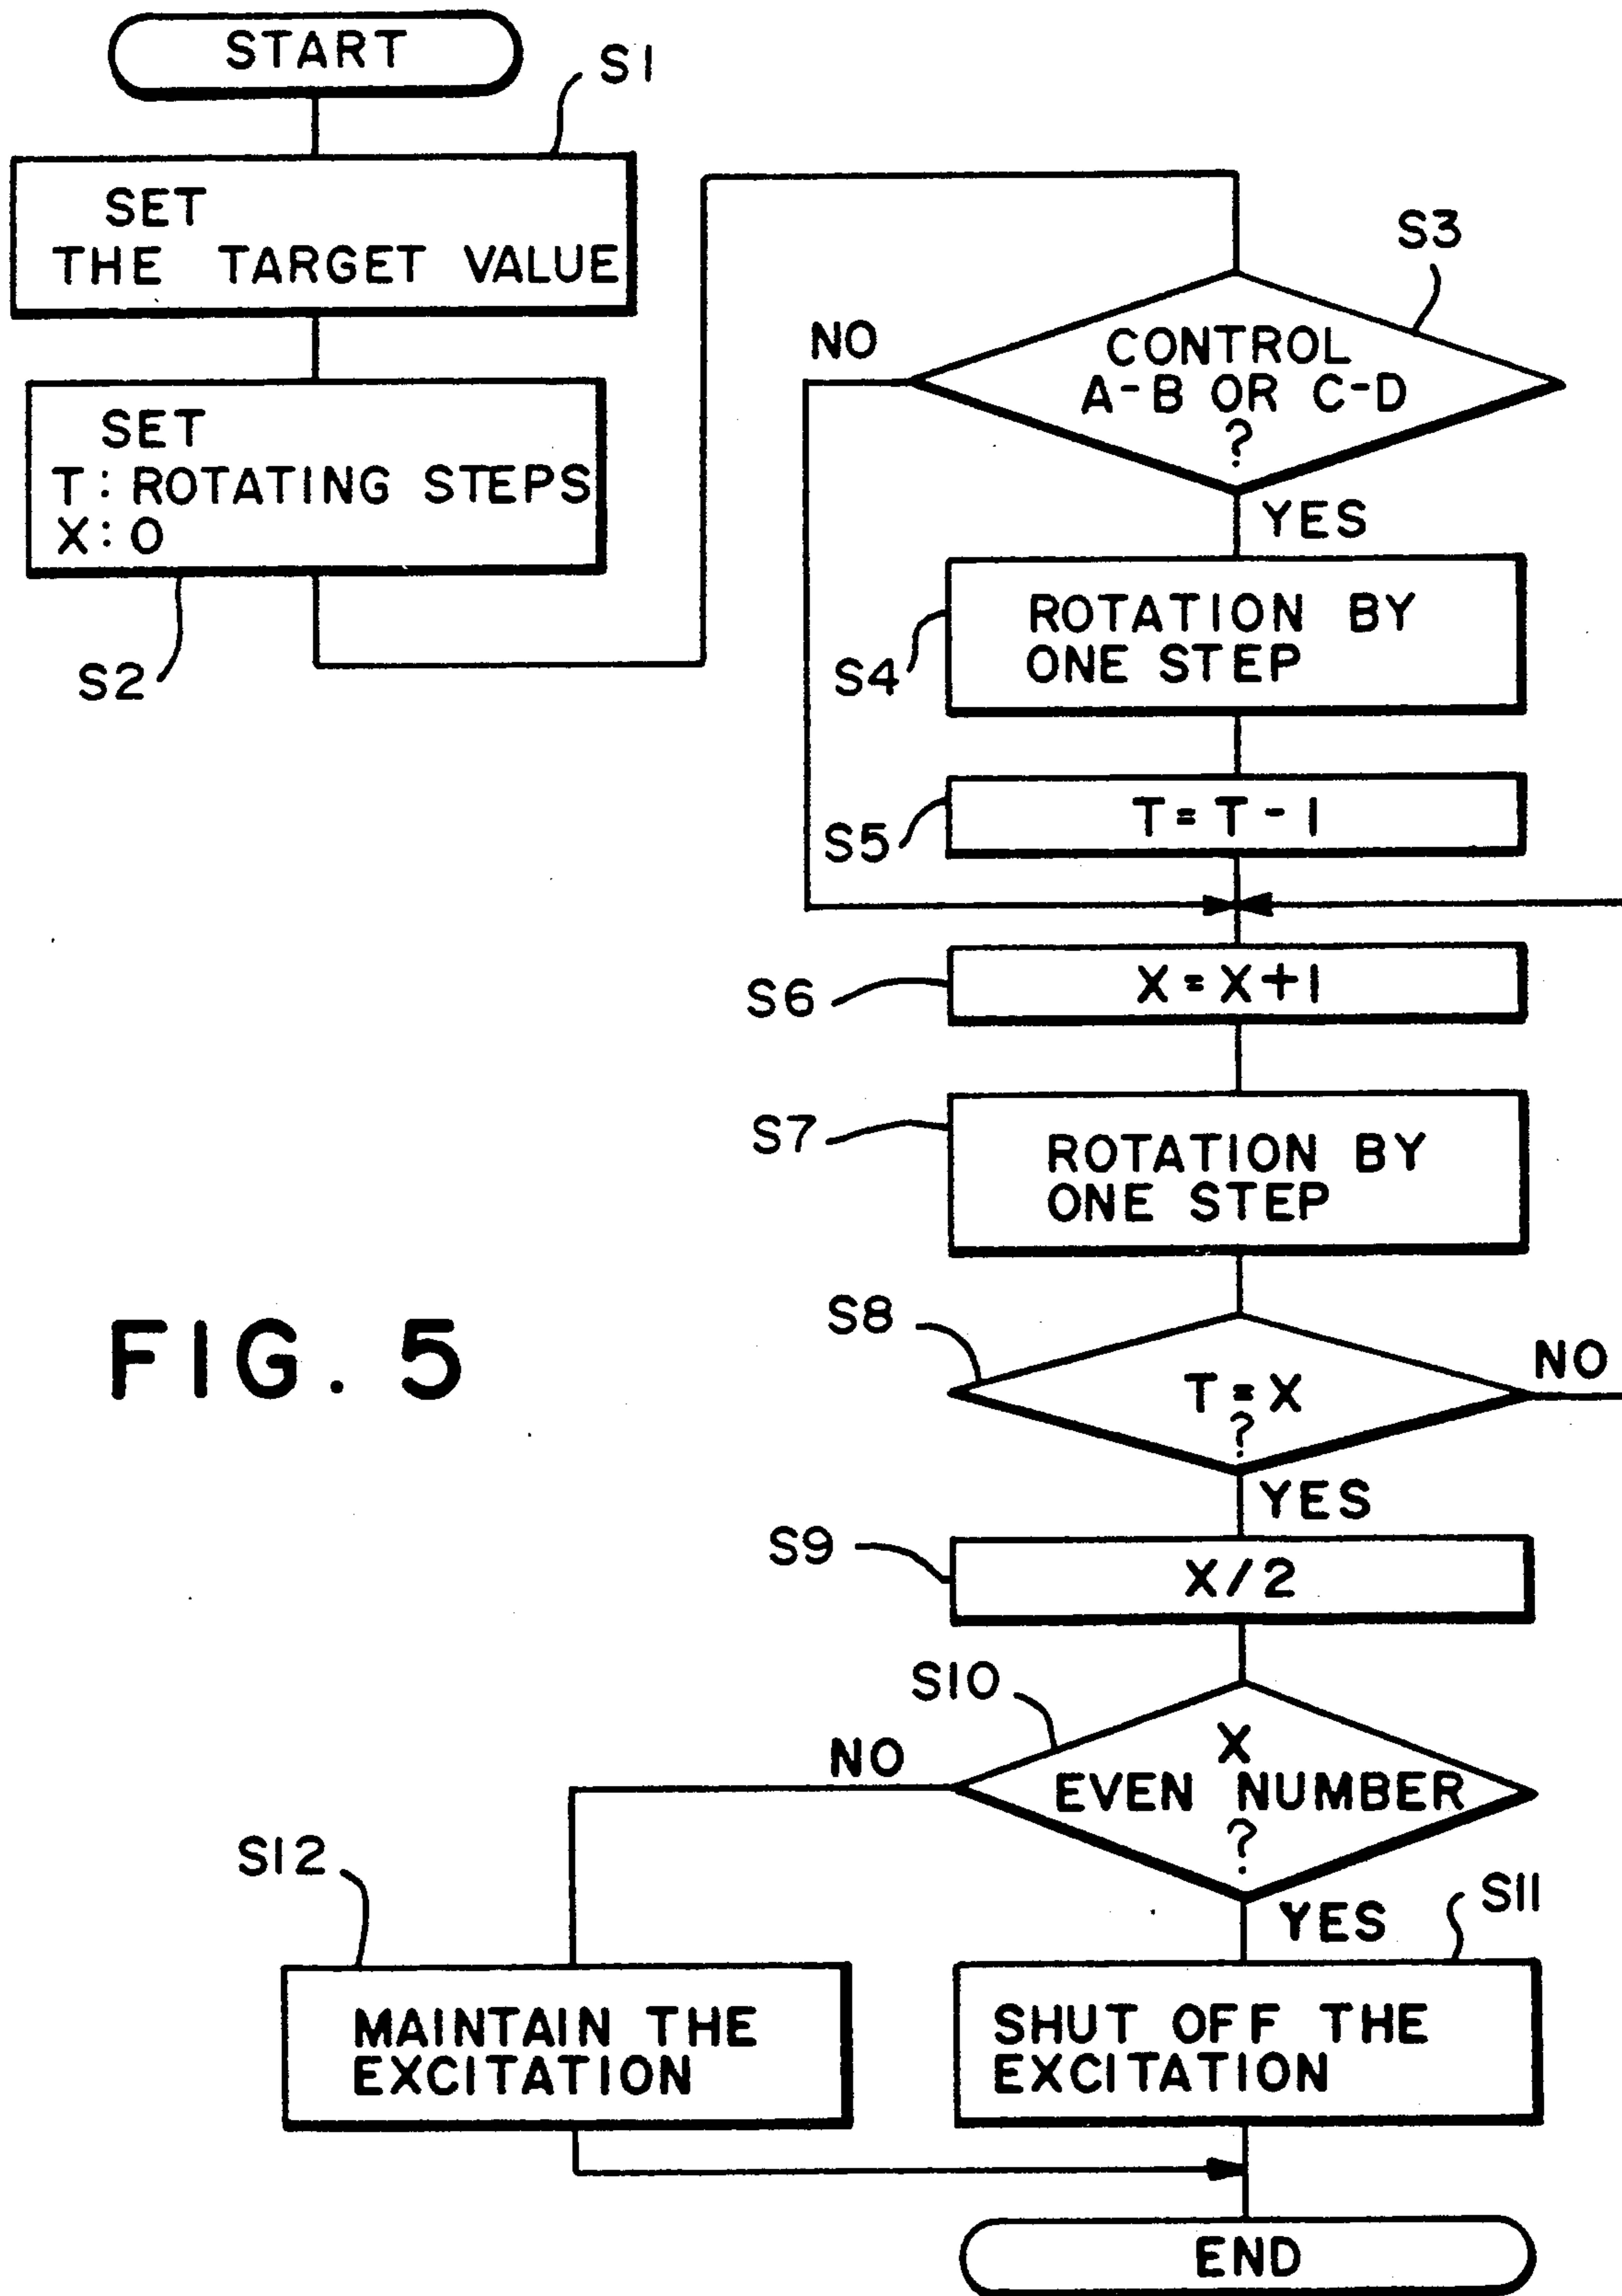 START
S1
SET
THE TARGET VALUE
SET
T : ROTATING STEPS
X : 0
S2
S3
CONTROL
A-B OR C-D
?
NO
YES
S4
ROTATION BY
ONE STEP
S5
T = T - 1
S6
X = X + 1
S7
ROTATION BY
ONE STEP
S8
T = X
?
NO
YES
S9
X/2
S10
X
EVEN NUMBER
?
NO
YES
S12
MAINTAIN THE
EXCITATION
S11
SHUT OFF THE
EXCITATION
END
FIG. 5